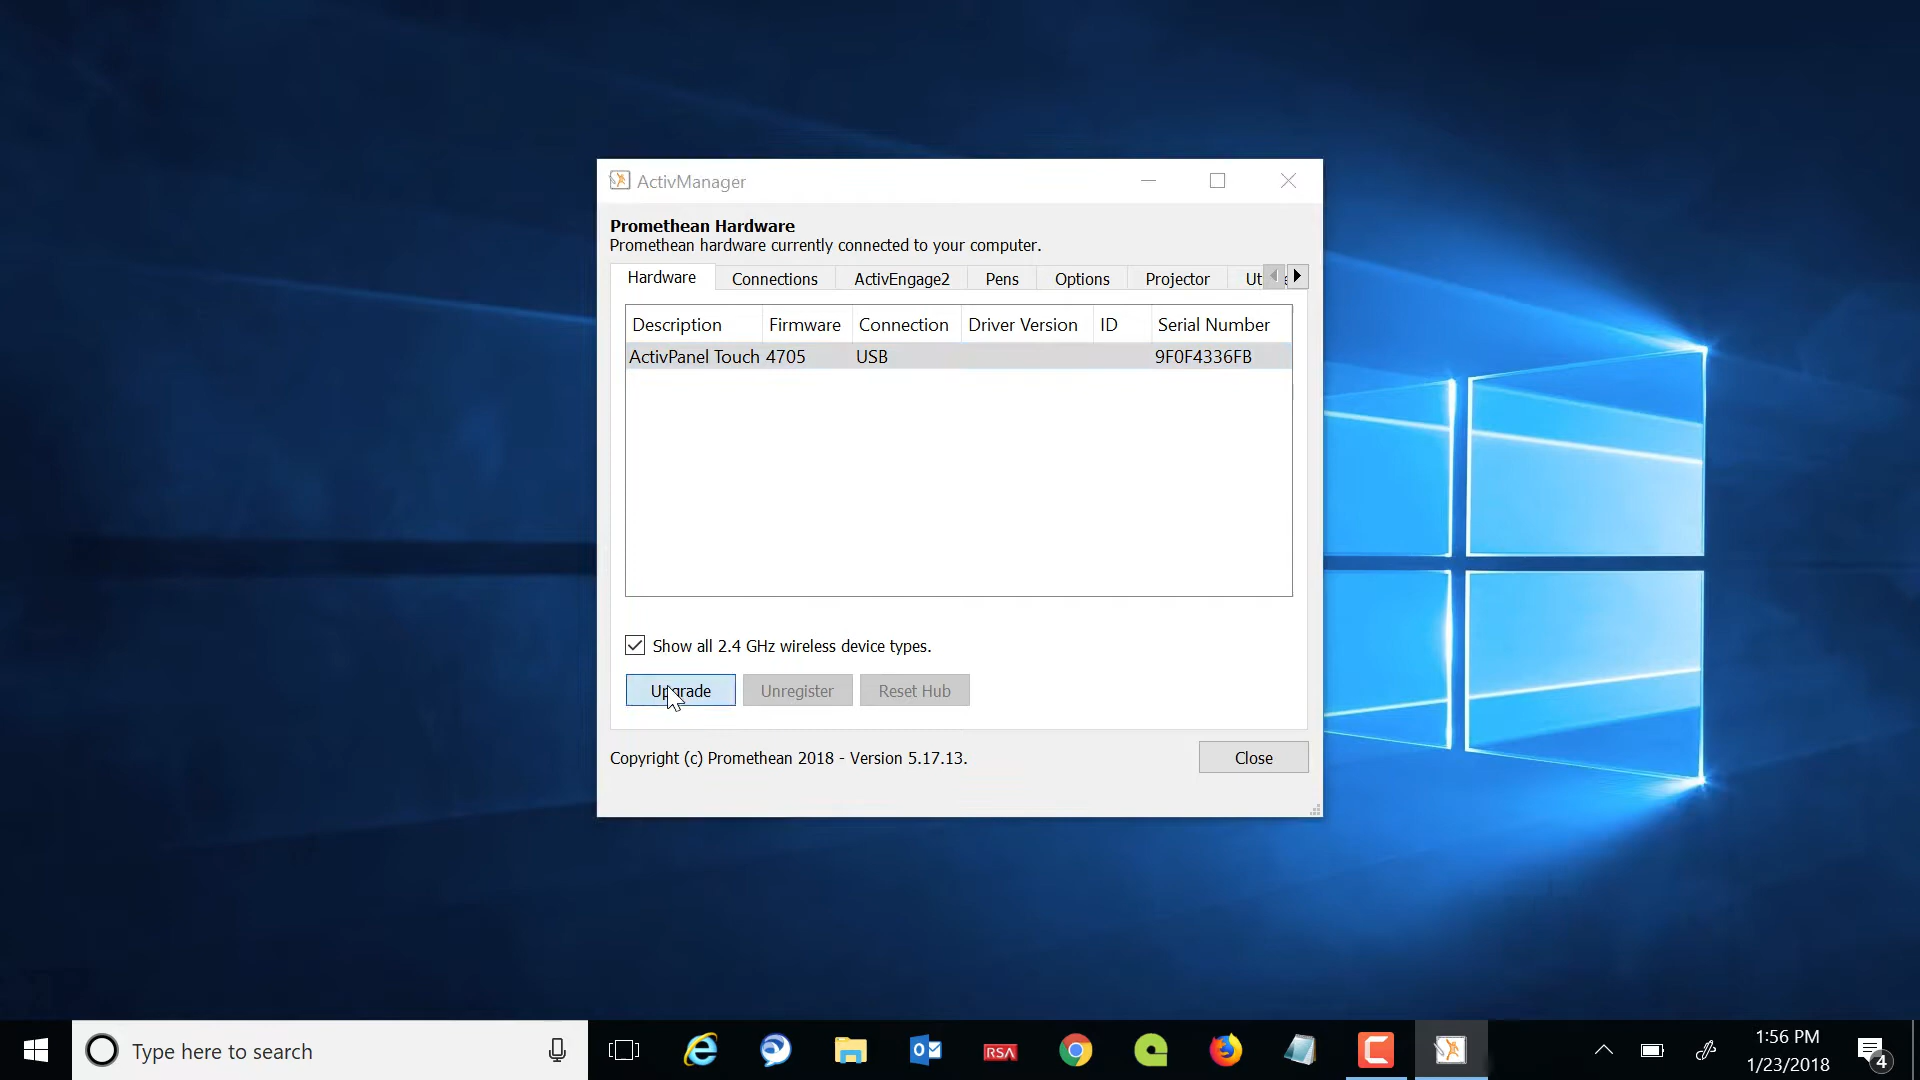 ActivManager
Promethean Hardware
Promethean hardware currently connected to your computer.
Hardware Connections ActivEngage2 Pens Options Projector
Description Firmware Connection Driver Version ID Serial Number
ActivPanel Touch 4705 USB 9F0F4336FB
Show all 2.4 GHz wireless device types.
Upgrade Unregister Reset Hub
Copyright (c) Promethean 2018 - Version 5.17.13.
Close
Type here to search
RSA
1:56 PM
1/23/2018
4